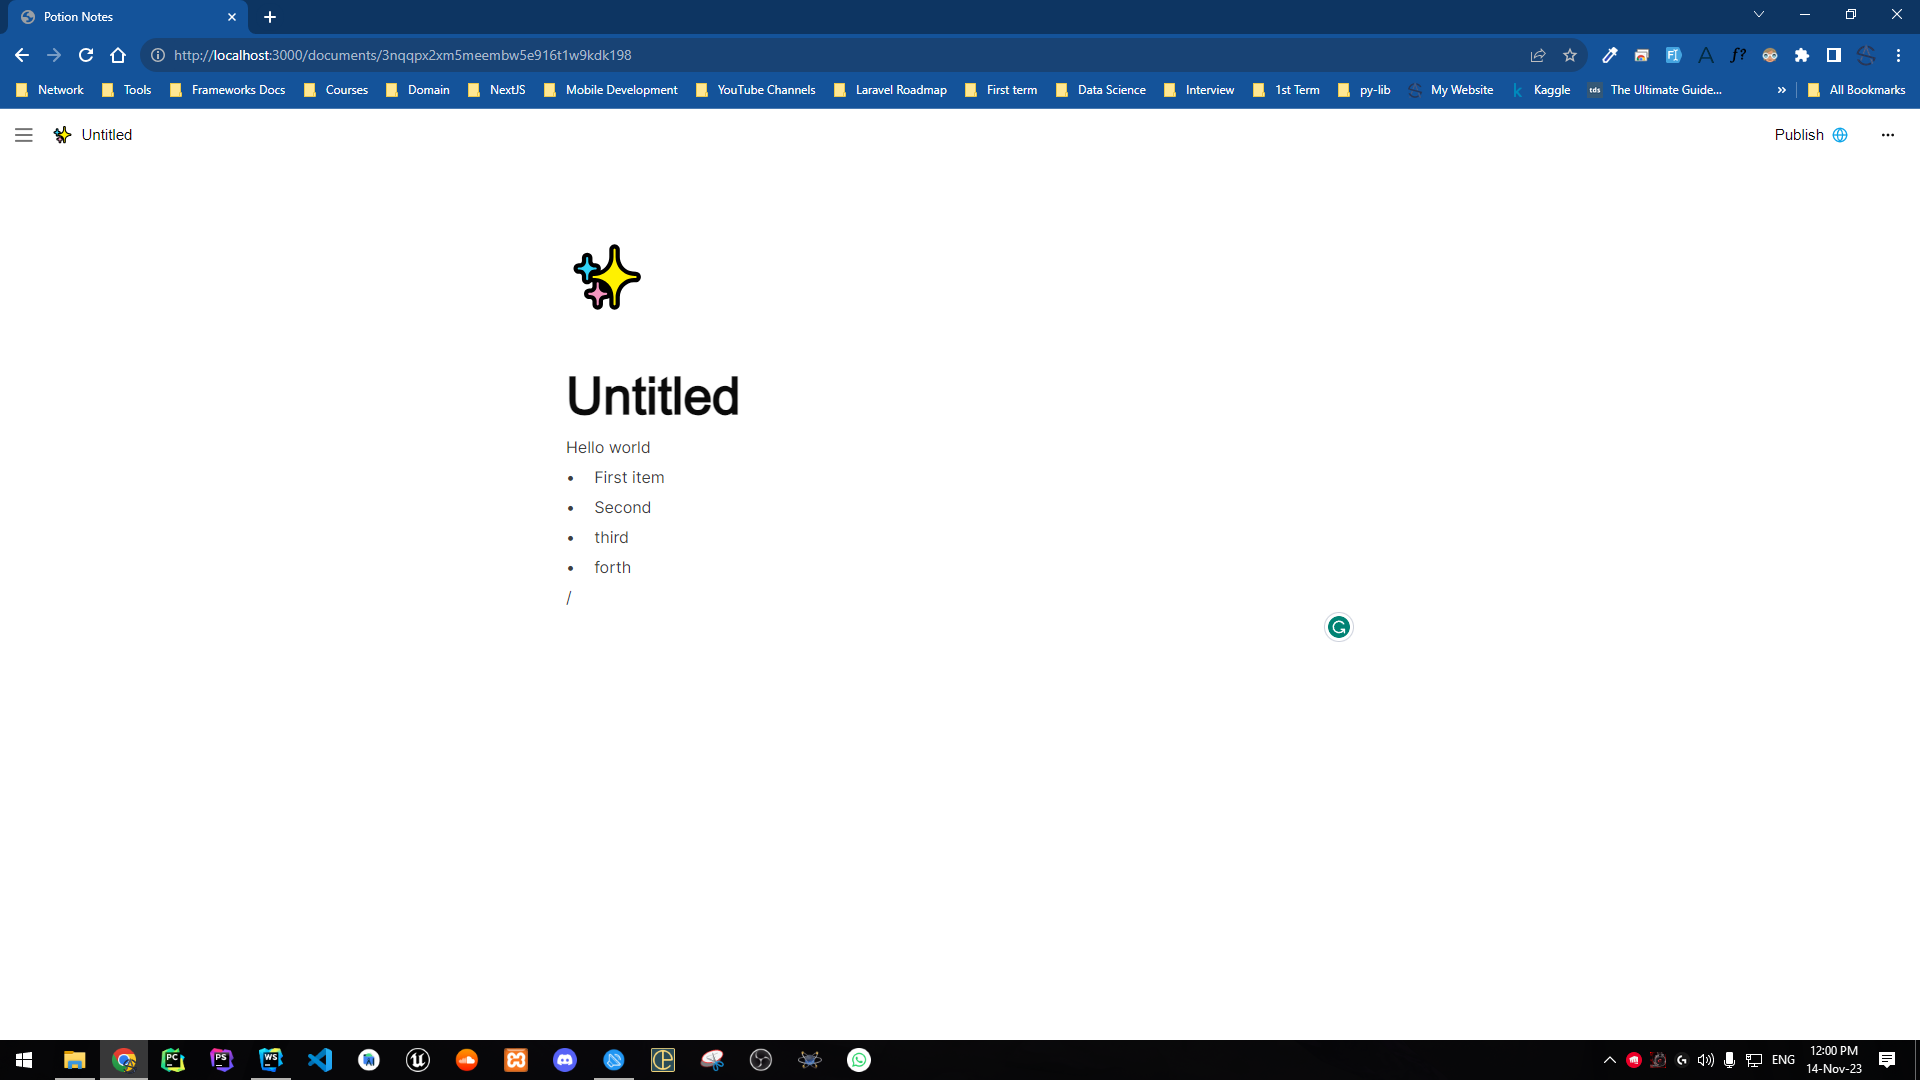 Potion Notes
http://localhost:3000/documents/3nqqpx2xm5meembw5e916t1w9kdk198
Network Tools Frameworks Docs Courses Domain NextJS Mobile Development YouTube Channels Laravel Roadmap First term Data Science Interview 1st Term py-lib My Website Kaggle The Ultimate Guide... » All Bookmarks
Untitled Publish
Untitled
Hello world
• First item
• Second
• third
• forth
/
ENG 12:00 PM
14-Nov-23